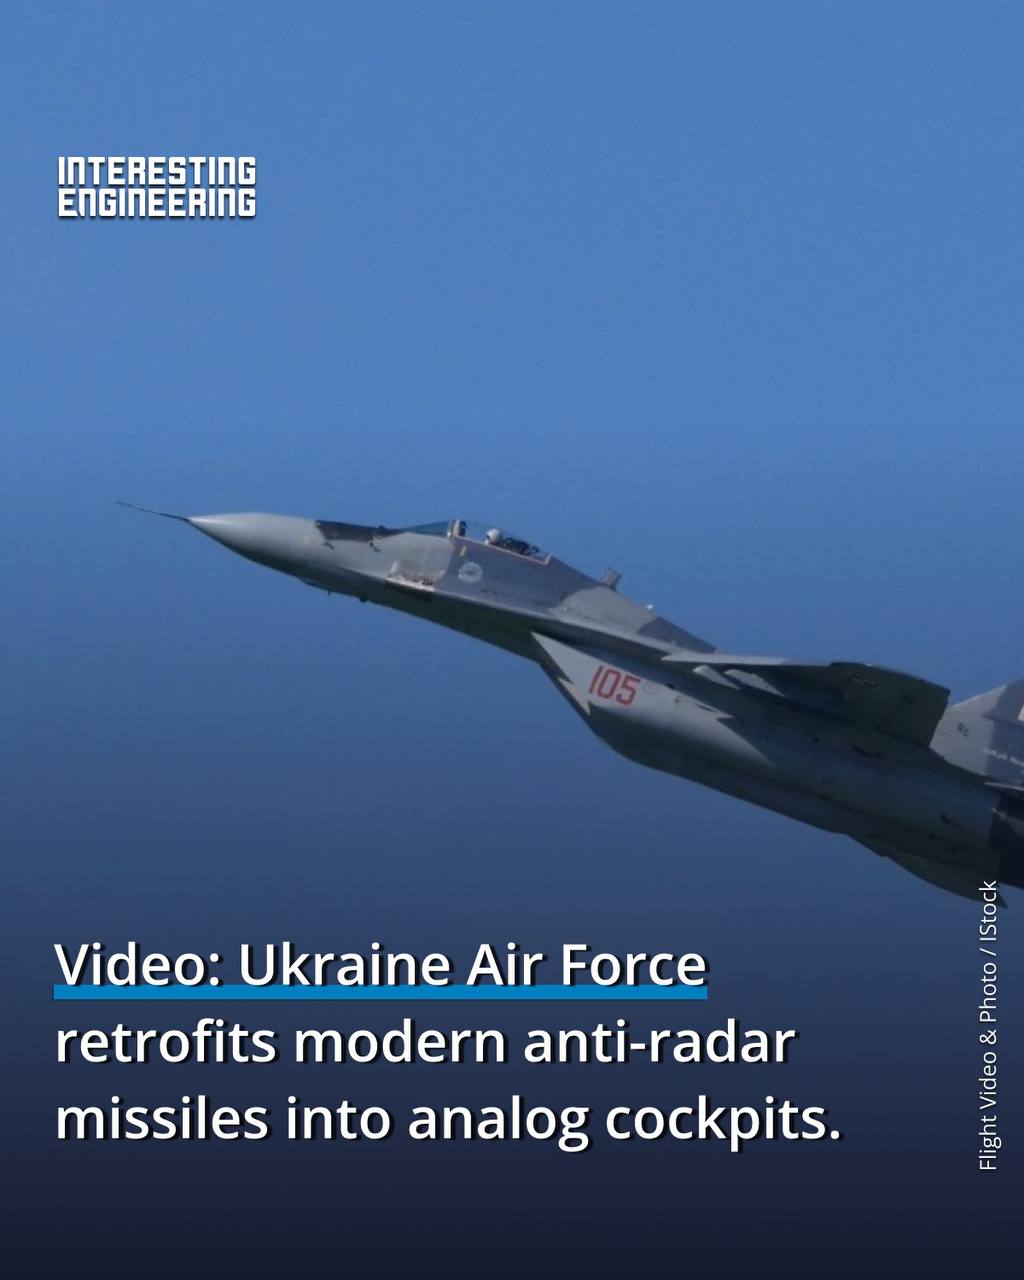 INTERESTING
ENGINEERING
105
Video: Ukraine Air Force
retrofits modern anti-radar
missiles into analog cockpits.
Flight Video & Photo / IStock